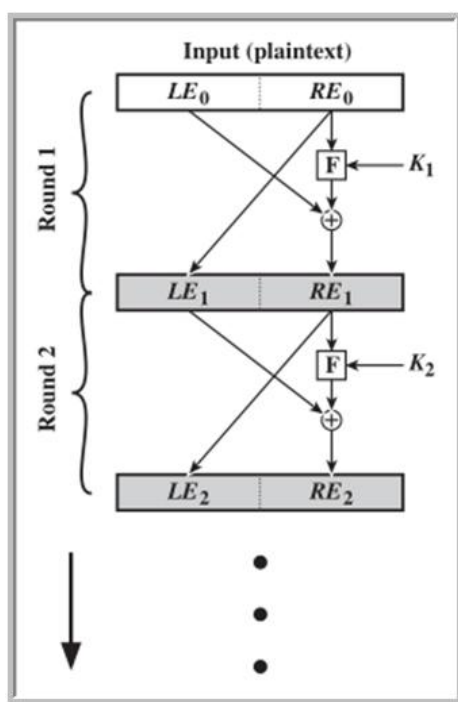 Input (plaintext)
LE0 RE0
F K1
Round 1
LE1 RE1
F K2
Round 2
LE2 RE2